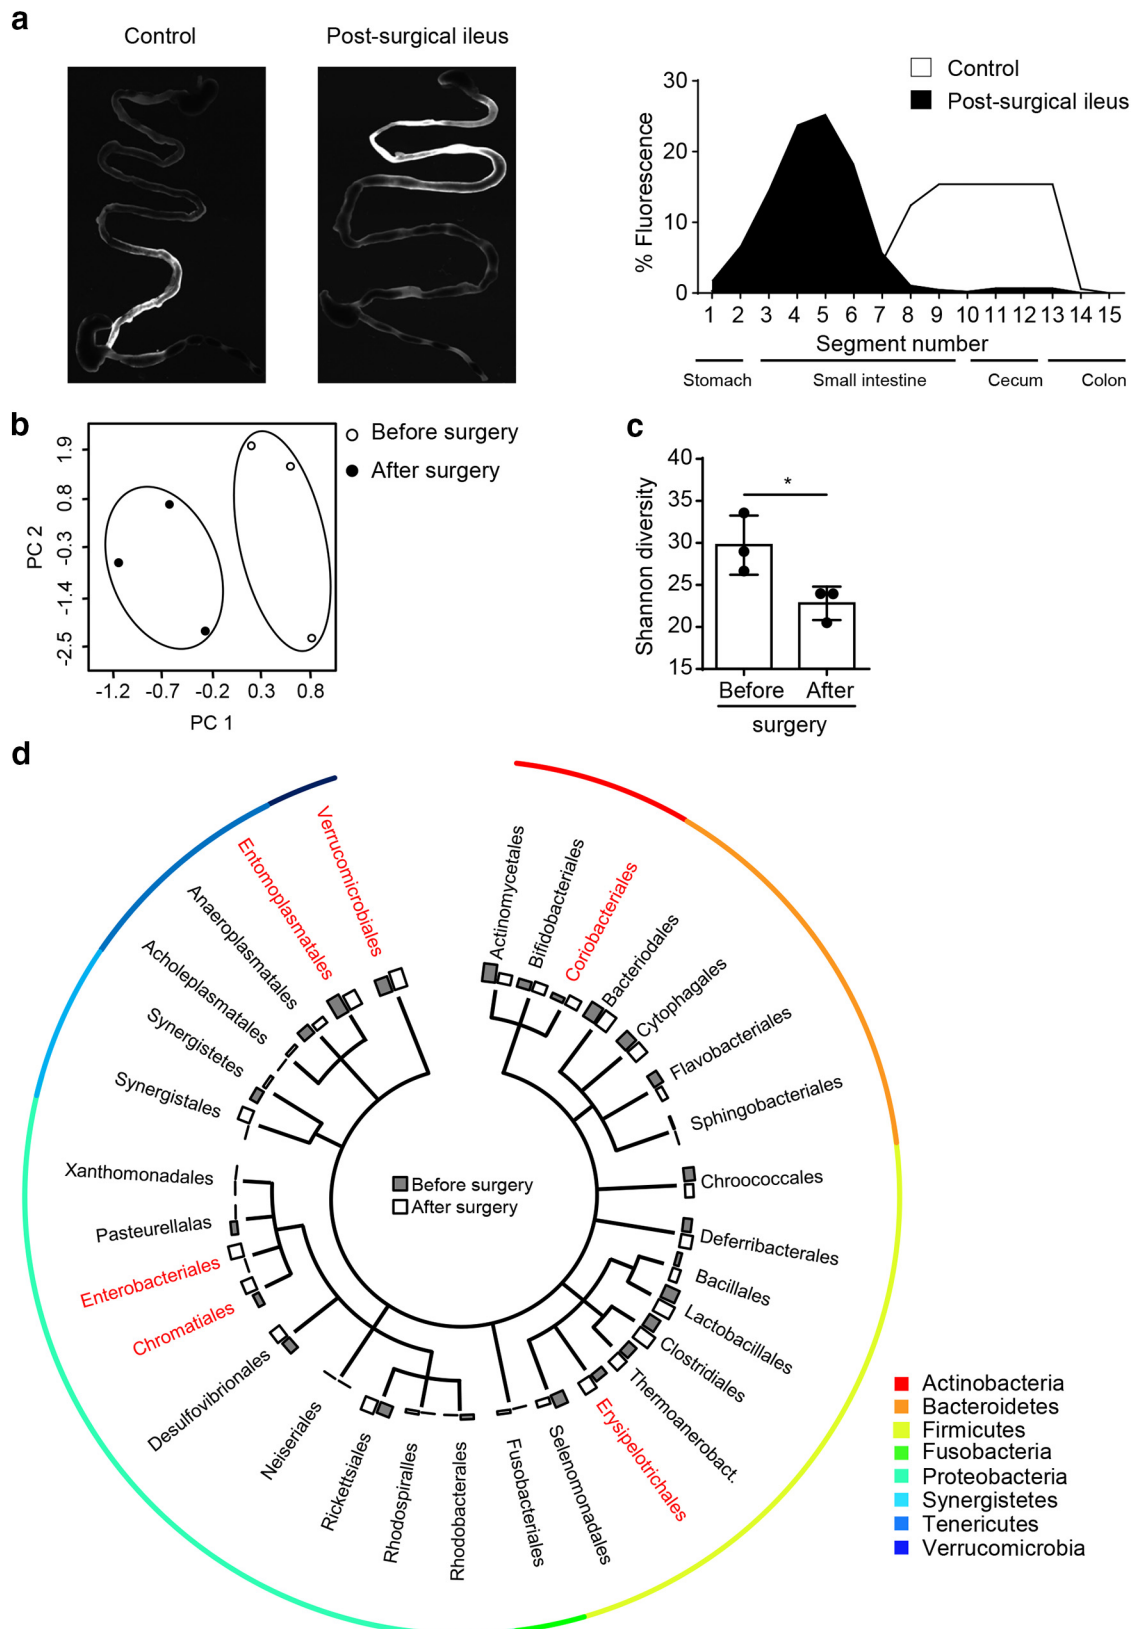 a
Control
Post-surgical ileus
Control
Post-surgical ileus
% Fluorescence
30
20
10
0
1 2 3 4 5 6 7 8 9 10 11 12 13 14 15
Segment number
Stomach
Small intestine
Cecum
Colon
b
Before surgery
After surgery
PC 2
1.9
0.8
-0.3
-1.4
-2.5
-1.2 -0.7 -0.2 0.3 0.8
PC 1
c
Shannon diversity
40
35
30
25
20
15
*
Before After
surgery
d
Verrucomicrobiales
Entomoplasmatales
Anaeroplasmatales
Acholeplasmatales
Synergistetes
Synergistales
Xanthomonadales
Pasteurellalas
Enterobacteriales
Chromatiales
Desulfovibrionales
Neiseriales
Rickettsiales
Rhodospiralles
Rhodobacterales
Fusobacteriales
Selenomonadales
Erysipelotrichales
Thermoanerobact.
Clostridiales
Lactobacillales
Bacillales
Deferribacterales
Chroococcales
Sphingobacteriales
Flavobacteriales
Cytophagales
Bacteriodales
Coriobacteriales
Bifidobacteriales
Actinomycetales
Before surgery
After surgery
Actinobacteria
Bacteroidetes
Firmicutes
Fusobacteria
Proteobacteria
Synergistetes
Tenericutes
Verrucomicrobia